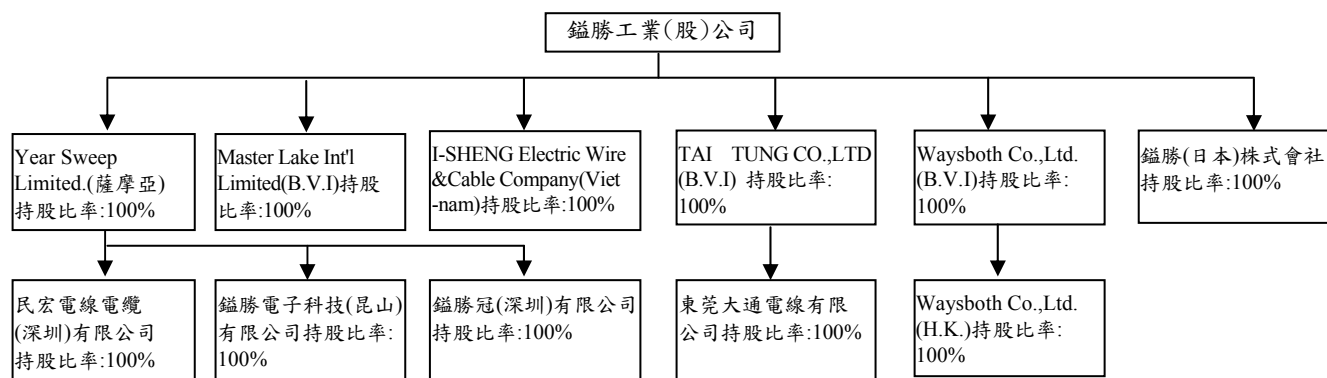 鎰勝工業(股)公司
Year Sweep
Limited.(薩摩亞)
持股比率:100%
Master Lake Int'l
Limited(B.V.I)持股
比率:100%
I-SHENG Electric Wire
&Cable Company(Viet
-nam)持股比率:100%
TAI TUNG CO.,LTD
(B.V.I) 持股比率:
100%
Waysboth Co.,Ltd.
(B.V.I)持股比率:
100%
鎰勝(日本)株式會社
持股比率:100%
民宏電線電纜
(深圳)有限公司
持股比率:100%
鎰勝電子科技(昆山)
有限公司持股比率:
100%
鎰勝冠(深圳)有限公司
持股比率:100%
東莞大通電線有限
公司持股比率:100%
Waysboth Co.,Ltd.
(H.K.)持股比率:
100%